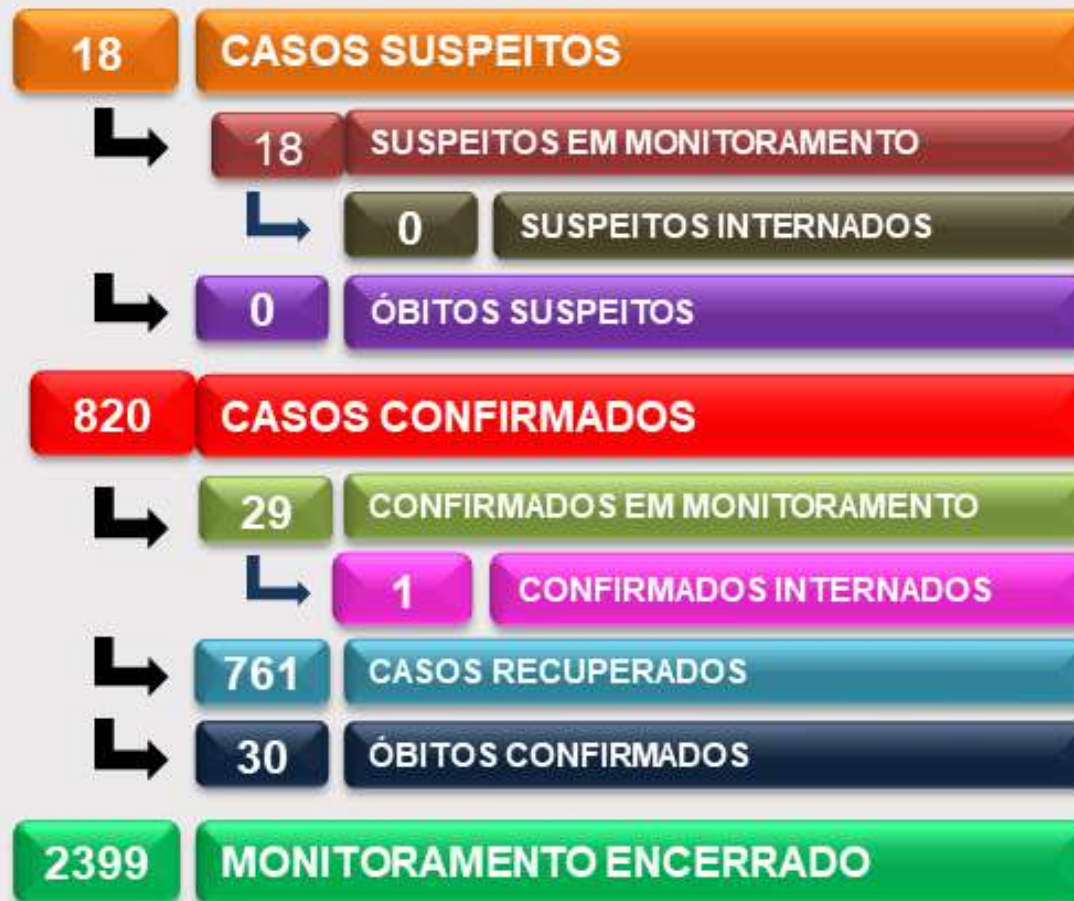 18 CASOS SUSPEITOS
18 SUSPEITOS EM MONITORAMENTO
0 SUSPEITOS INTERNADOS
0 ÓBITOS SUSPEITOS
820 CASOS CONFIRMADOS
29 CONFIRMADOS EM MONITORAMENTO
1 CONFIRMADOS INTERNADOS
761 CASOS RECUPERADOS
30 ÓBITOS CONFIRMADOS
2399 MONITORAMENTO ENCERRADO